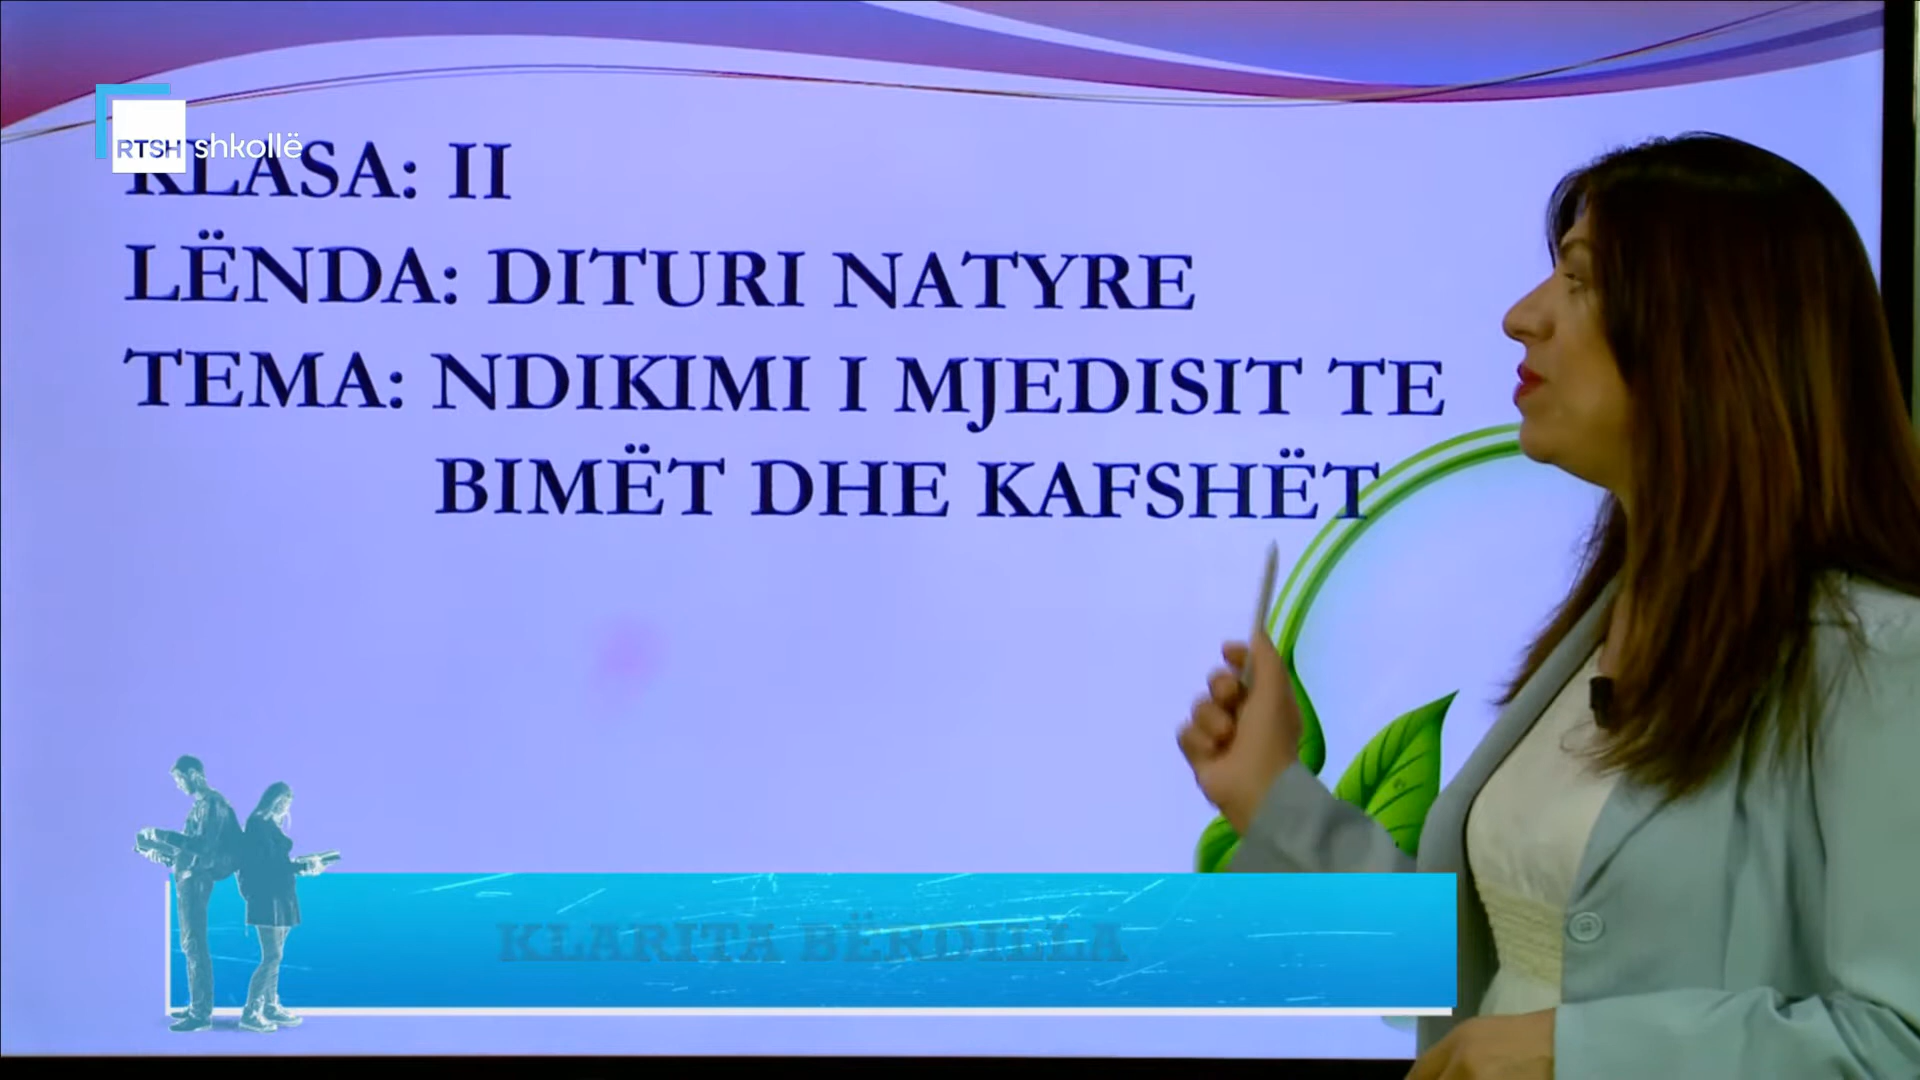 RTSH shkollë
KLASA: II
LËNDA: DITURI NATYRE
TEMA: NDIKIMI I MJEDISIT TE
BIMËT DHE KAFSHËT
KLARITA BËRDILLA